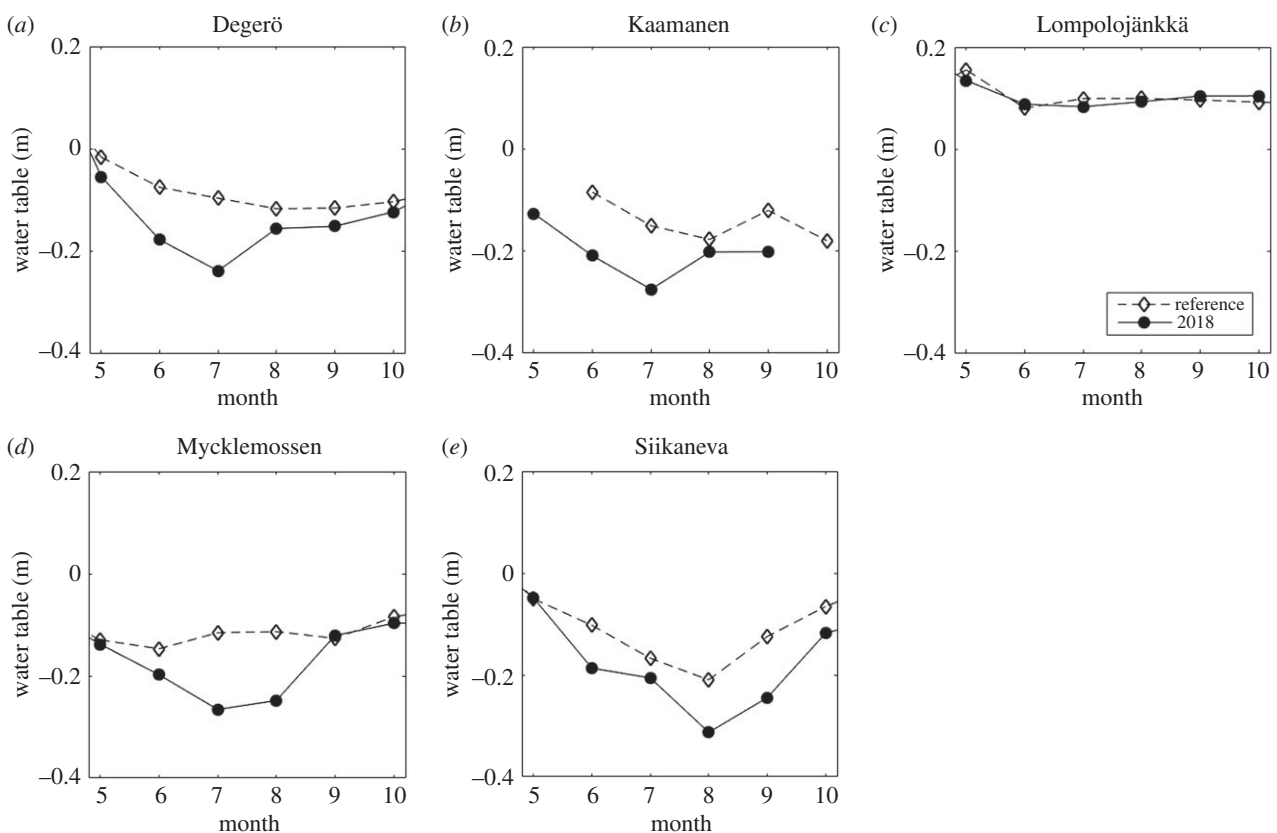 (a) Degerö
0.2
0
–0.2
–0.4
water table (m)
5 6 7 8 9 10
month
(b) Kaamanen
0.2
0
–0.2
–0.4
water table (m)
5 6 7 8 9 10
month
(c) Lompolojänkkä
0.2
0
–0.2
–0.4
water table (m)
reference
2018
5 6 7 8 9 10
month
(d) Mycklemossen
0.2
0
–0.2
–0.4
water table (m)
5 6 7 8 9 10
month
(e) Siikaneva
0.2
0
–0.2
–0.4
water table (m)
5 6 7 8 9 10
month